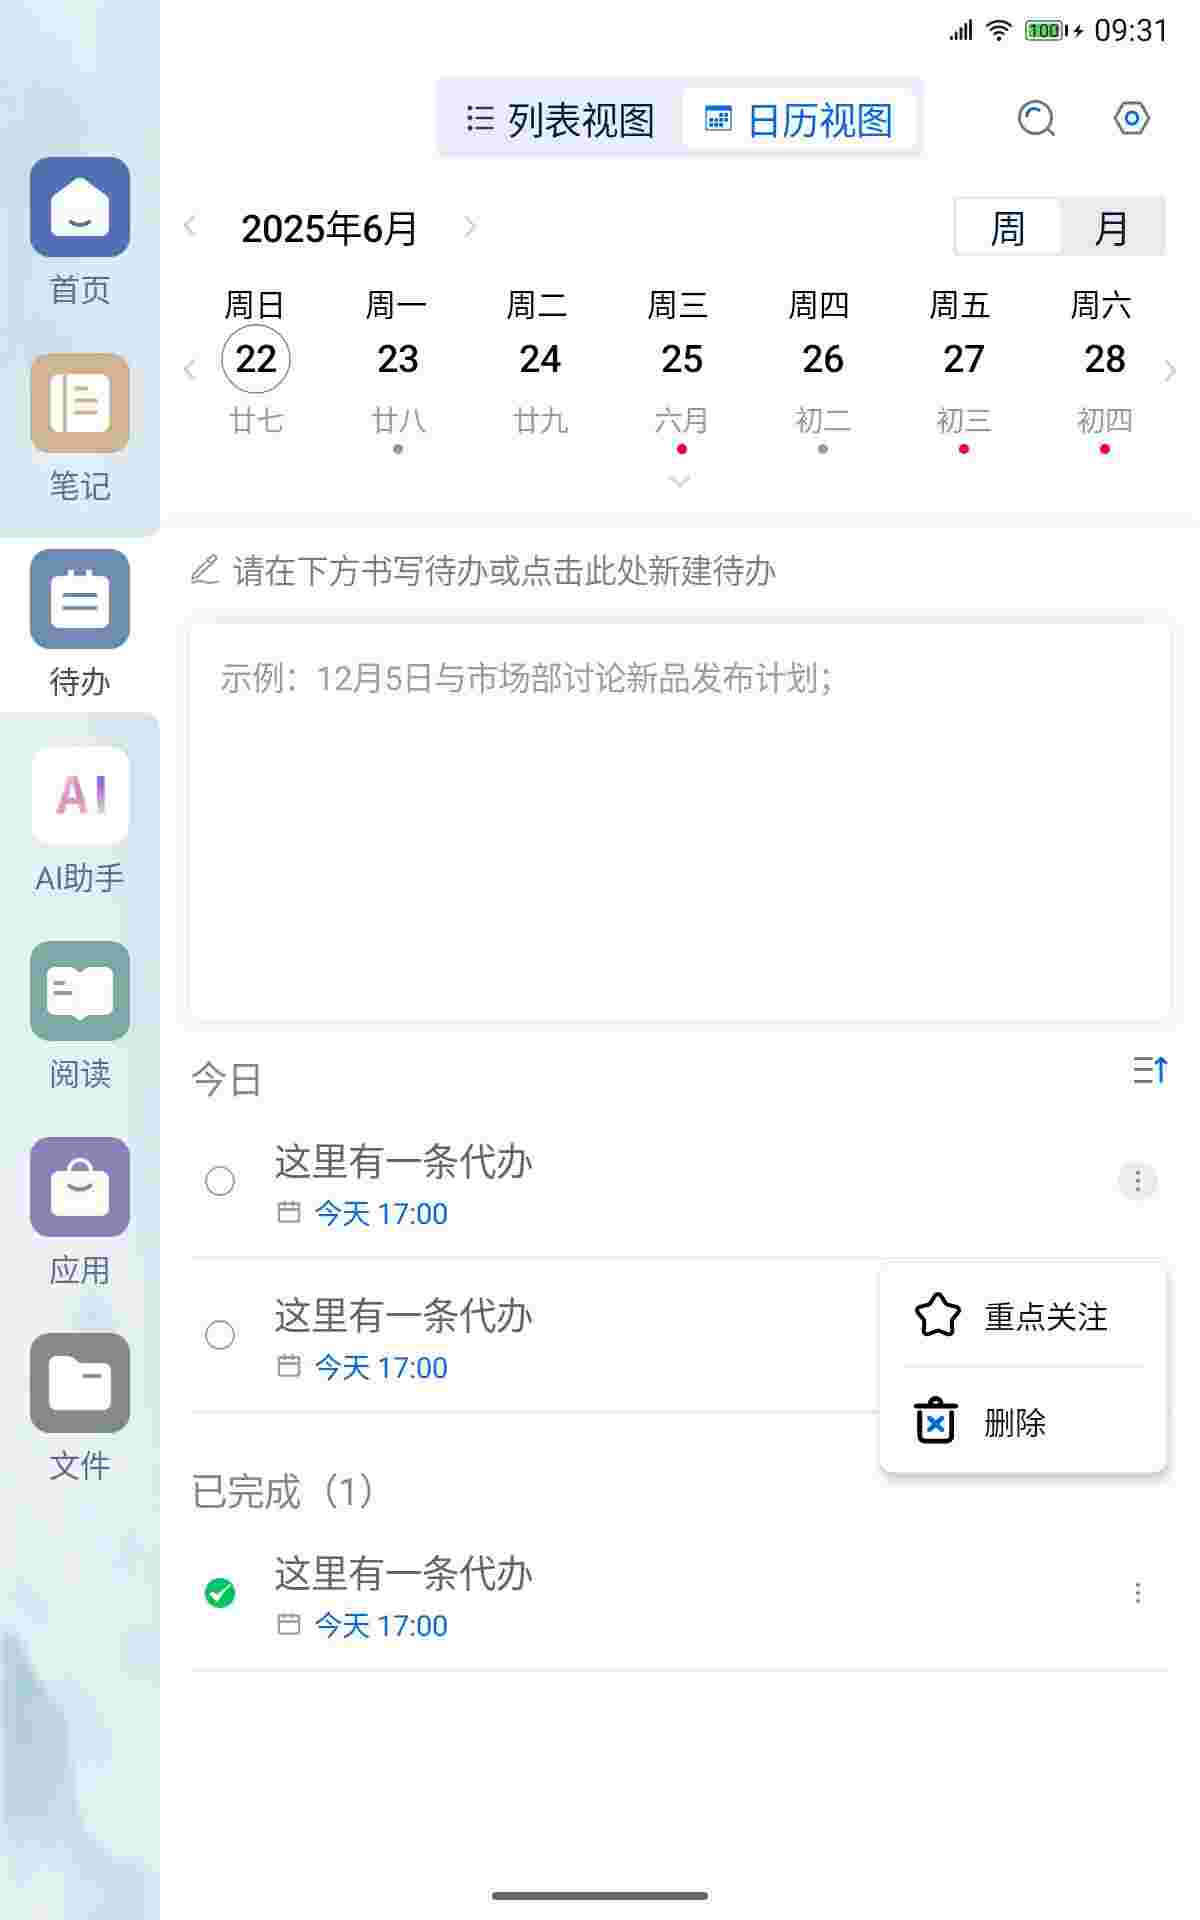 100 09:31
列表视图 日历视图
2025年6月 周 月
周日 周一 周二 周三 周四 周五 周六
22 23 24 25 26 27 28
廿七 廿八 廿九 六月 初二 初三 初四
请在下方书写待办或点击此处新建待办
示例：12月5日与市场部讨论新品发布计划；
今日
这里有一条代办
今天 17:00
这里有一条代办
今天 17:00
重点关注
删除
已完成（1）
这里有一条代办
今天 17:00
首页
笔记
待办
AI
AI助手
阅读
应用
文件